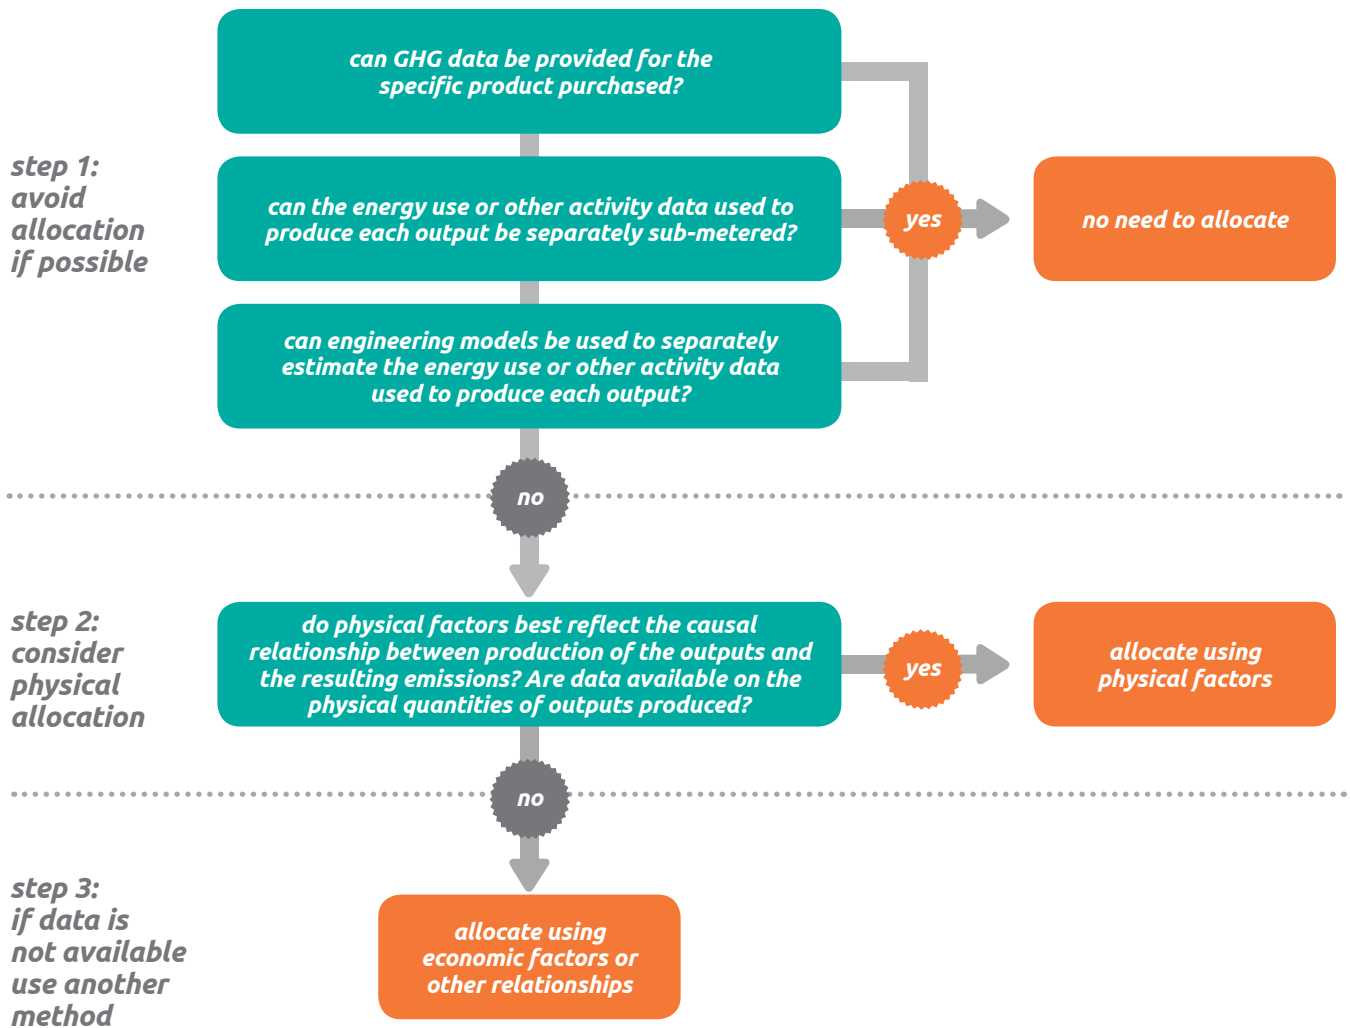 can GHG data be provided for the
specific product purchased?
step 1:
avoid
allocation
if possible
can the energy use or other activity data used to
produce each output be separately sub-metered?
yes
no need to allocate
can engineering models be used to separately
estimate the energy use or other activity data
used to produce each output?
no
step 2:
consider
physical
allocation
do physical factors best reflect the causal
relationship between production of the outputs and
the resulting emissions? Are data available on the
physical quantities of outputs produced?
yes
allocate using
physical factors
no
step 3:
if data is
not available
use another
method
allocate using
economic factors or
other relationships